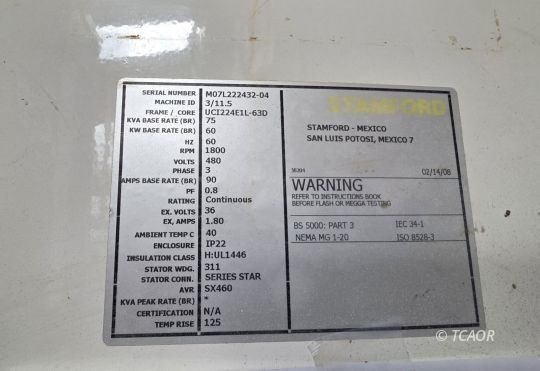 SERIAL NUMBER M07L222432-04
MACHINE ID 3/11.5
FRAME / CORE UCI224E1L-63D
KVA BASE RATE (BR) 75
KW BASE RATE (BR) 60
HZ 60
RPM 1800
VOLTS 480
PHASE 3
AMPS BASE RATE (BR) 90
PF 0.8
RATING Continuous
EX. VOLTS 36
EX, AMPS 1.80
AMBIENT TEMP C 40
ENCLOSURE IP22
INSULATION CLASS H:UL1446
STATOR WDG. 311
STATOR CONN. SERIES STAR
AVR SX460
KVA PEAK RATE (BR) *
CERTIFICATION N/A
TEMP RISE 125
STAMFORD
STAMFORD - MEXICO
SAN LUIS POTOSI, MEXICO 7
02/14/08
WARNING
REFER TO INSTRUCTIONS BOOK
BEFORE FLASH OR MEGGA TESTING
BS 5000: PART 3 IEC 34-1
NEMA MG 1-20 ISO 8528-3
© TCAOR